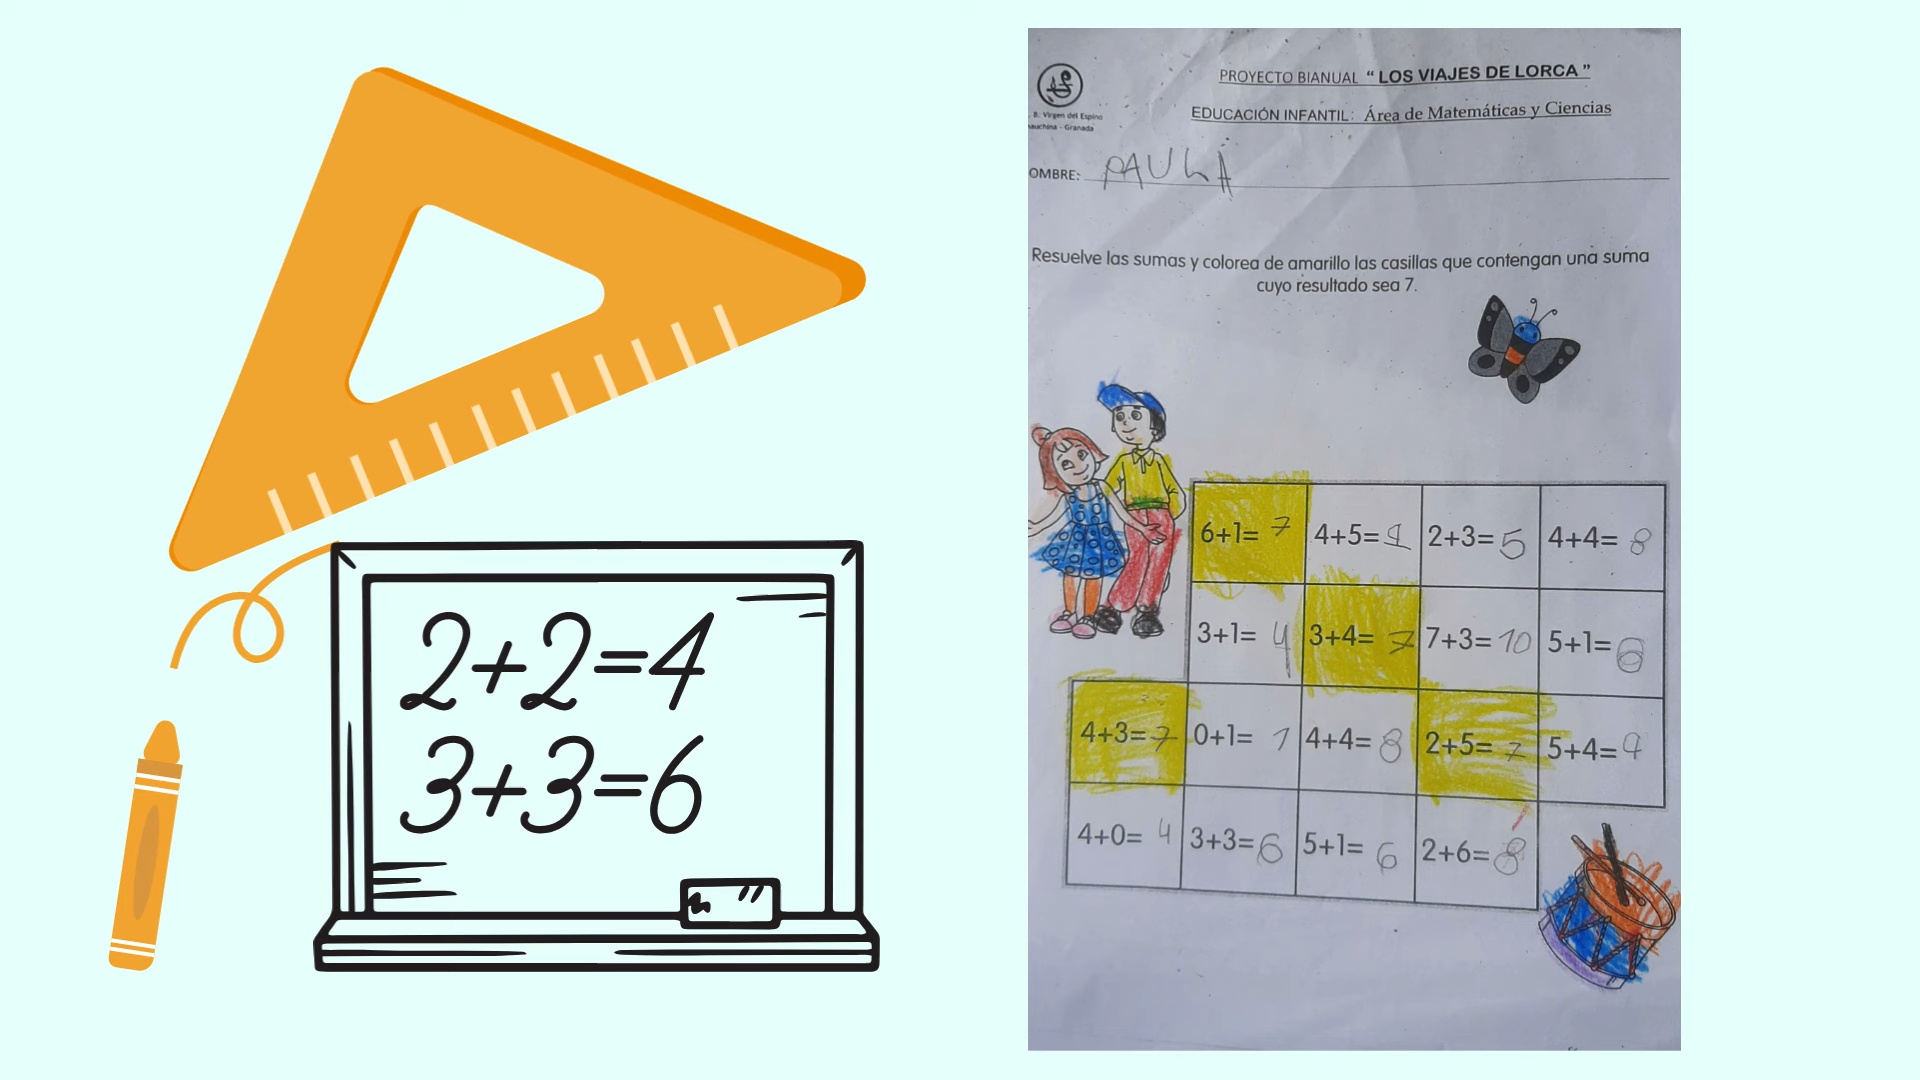 2+2=4
3+3=6
PROYECTO BIANUAL “ LOS VIAJES DE LORCA ”
EDUCACIÓN INFANTIL: Área de Matemáticas y Ciencias
B. Virgen del Espino
- Granada
OMBRE: PAULA
Resuelve las sumas y colorea de amarillo las casillas que contengan una suma
cuyo resultado sea 7.
6+1= 7 4+5= 9 2+3= 5 4+4= 8
3+1= 4 3+4= 7 7+3= 10 5+1= 6
4+3= 7 0+1= 1 4+4= 8 2+5= 7 5+4= 9
4+0= 4 3+3= 6 5+1= 6 2+6= 8